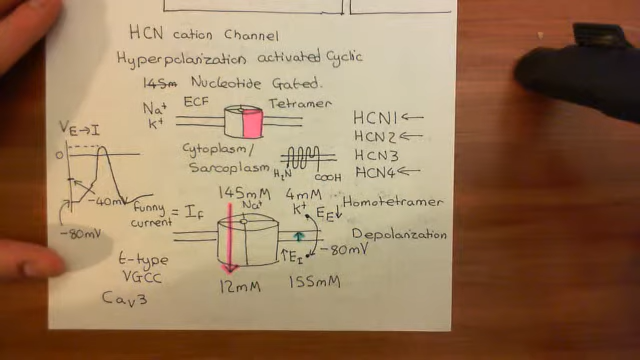 HCN cation Channel
Hyperpolarization activated Cyclic
145m Nucleotide Gated.
Na+ ECF Tetramer
K+
HCN1←
HCN2←
HCN3
HCN4←
Cytoplasm/
Sarcoplasm
H2N COOH
VE→I
0
-40mV
-80mV
Funny = If
current
145mM 4mM
Na+ K+ EE↓
Homotetramer
Depolarization
-80mV
↑EI
12mM 155mM
t-type
VGCC
Cav3